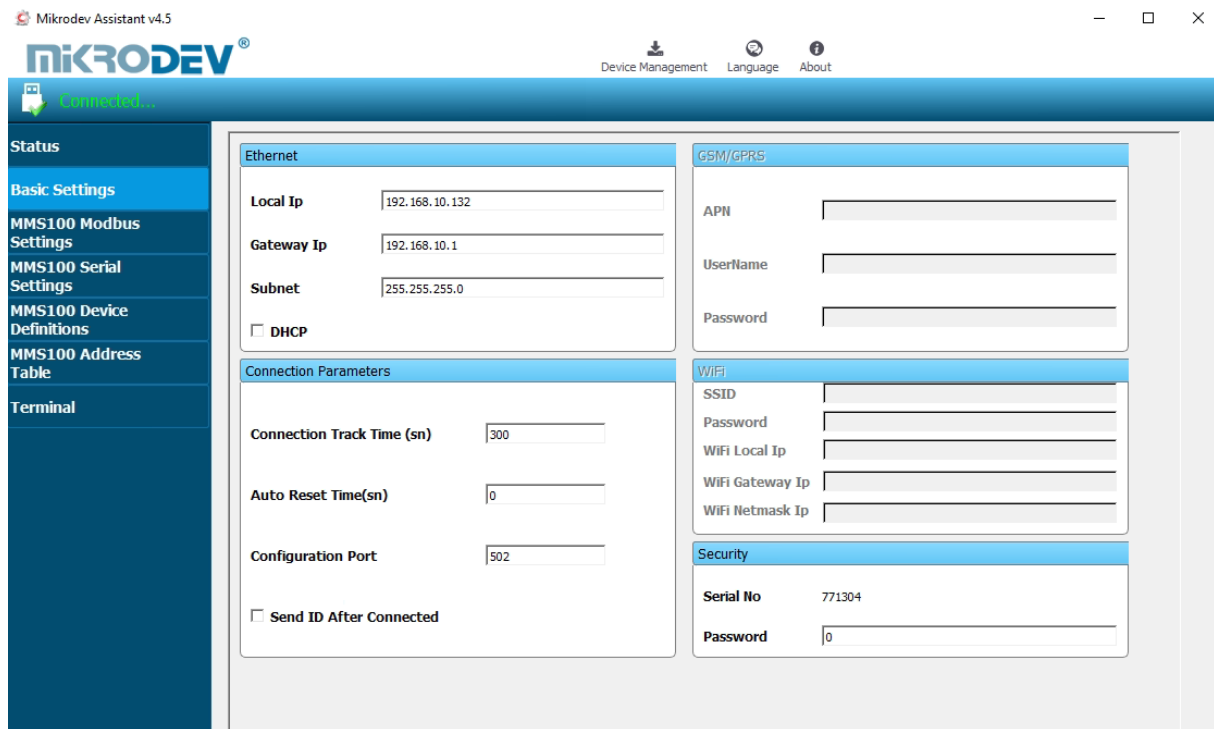 Mikrodev Assistant v4.5
MiKRODEV®
Device Management Language About
Connected...
Status
Basic Settings
MMS100 Modbus
Settings
MMS100 Serial
Settings
MMS100 Device
Definitions
MMS100 Address
Table
Terminal
Ethernet
Local Ip 192.168.10.132
Gateway Ip 192.168.10.1
Subnet 255.255.255.0
DHCP
Connection Parameters
Connection Track Time (sn) 300
Auto Reset Time(sn) 0
Configuration Port 502
Send ID After Connected
GSM/GPRS
APN
UserName
Password
WiFi
SSID
Password
WiFi Local Ip
WiFi Gateway Ip
WiFi Netmask Ip
Security
Serial No 771304
Password 0